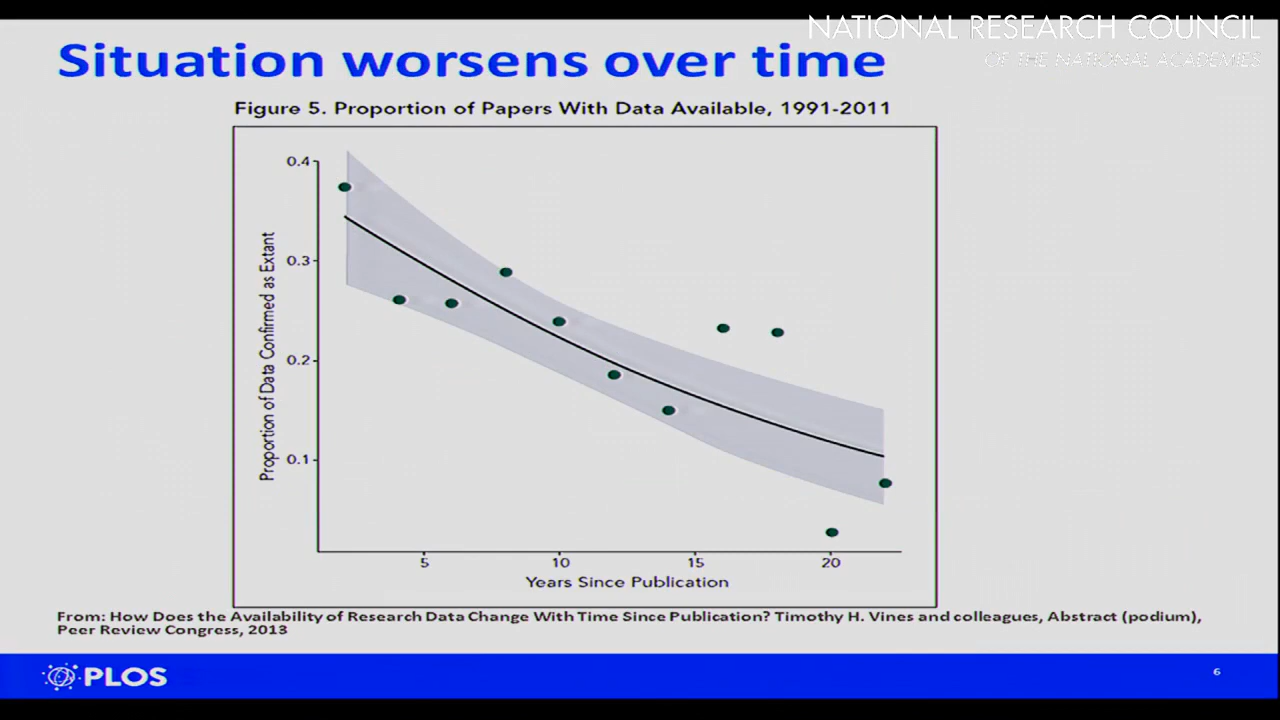 NATIONAL RESEARCH COUNCIL
OF THE NATIONAL ACADEMIES
Situation worsens over time
Figure 5. Proportion of Papers With Data Available, 1991-2011
Proportion of Data Confirmed as Extant
0.4
0.3
0.2
0.1
5 10 15 20
Years Since Publication
From: How Does the Availability of Research Data Change With Time Since Publication? Timothy H. Vines and colleagues, Abstract (podium),
Peer Review Congress, 2013
PLOS
6